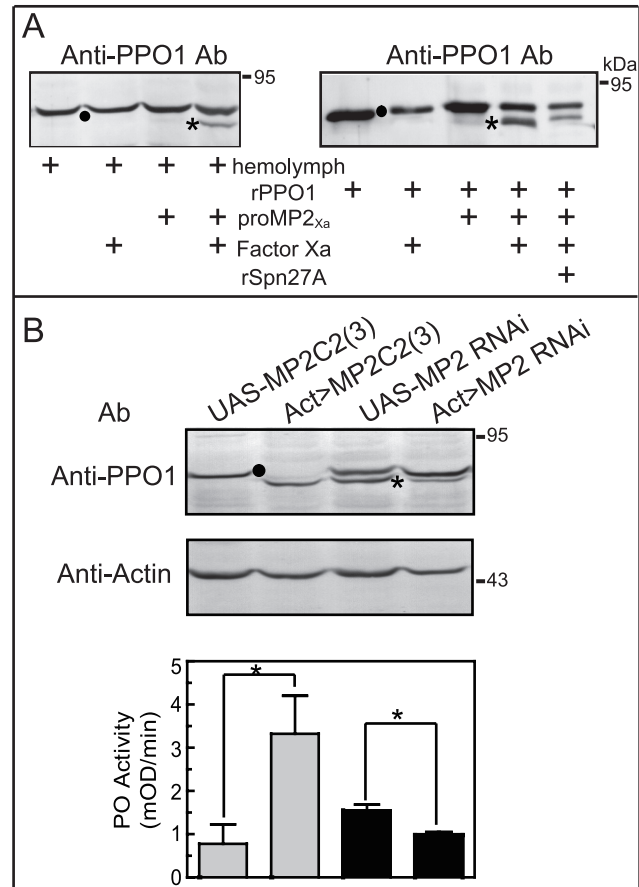 A
Anti-PPO1 Ab
Anti-PPO1 Ab
kDa
95
95
*
*
+ + + + hemolymph
rPPO1 + + + + +
+ + proMP2Xa + + +
+ + Factor Xa + + +
rSpn27A +
B
Ab
UAS-MP2C2(3)
Act>MP2C2(3)
UAS-MP2 RNAi
Act>MP2 RNAi
Anti-PPO1
95
*
Anti-Actin
43
PO Activity
(mOD/min)
5
4
3
2
1
0
*
*